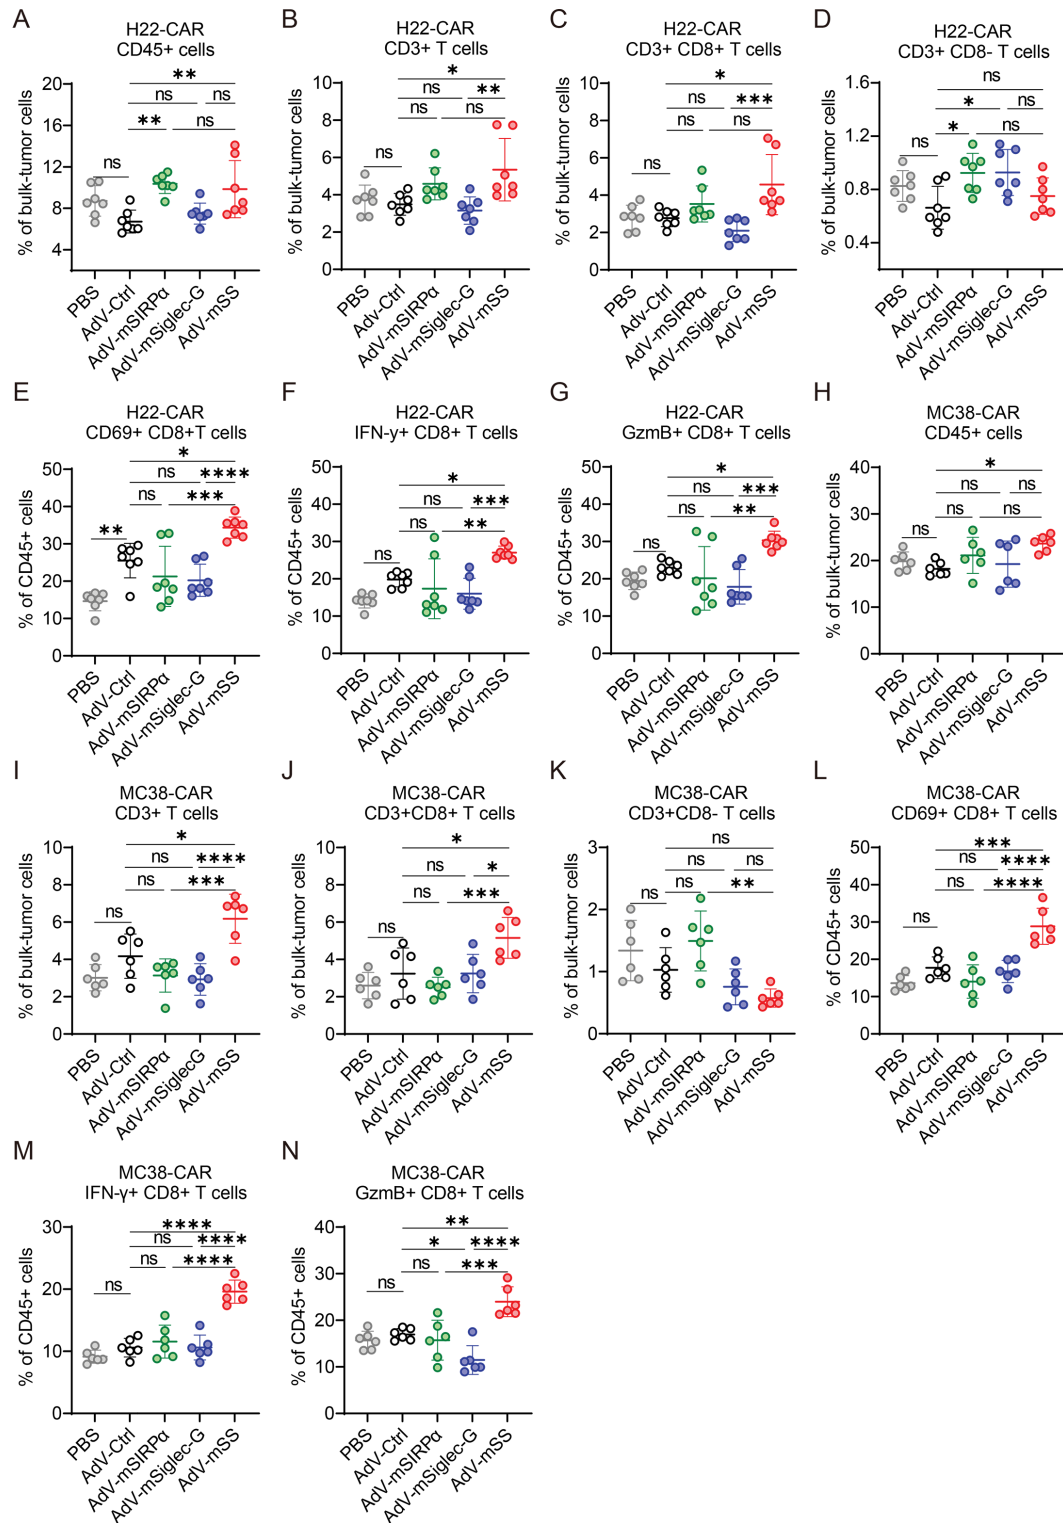 A
H22-CAR
CD45+ cells
% of bulk-tumor cells
20
16
12
8
4
**
ns
ns
**
ns
ns
PBS
AdV-Ctrl
AdV-mSIRPα
AdV-mSiglec-G
AdV-mSS
B
H22-CAR
CD3+ T cells
% of bulk-tumor cells
10
8
6
4
2
0
*
ns
**
ns
ns
ns
PBS
AdV-Ctrl
AdV-mSIRPα
AdV-mSiglec-G
AdV-mSS
C
H22-CAR
CD3+ CD8+ T cells
% of bulk-tumor cells
10
8
6
4
2
0
*
ns
***
ns
ns
ns
PBS
AdV-Ctrl
AdV-mSIRPα
AdV-mSiglec-G
AdV-mSS
D
H22-CAR
CD3+ CD8- T cells
% of bulk-tumor cells
1.6
1.2
0.8
0.4
ns
*
ns
*
ns
ns
PBS
AdV-Ctrl
AdV-mSIRPα
AdV-mSiglec-G
AdV-mSS
E
H22-CAR
CD69+ CD8+T cells
% of CD45+ cells
50
40
30
20
10
0
*
ns
****
ns
***
**
PBS
AdV-Ctrl
AdV-mSIRPα
AdV-mSiglec-G
AdV-mSS
F
H22-CAR
IFN-γ+ CD8+ T cells
% of CD45+ cells
50
40
30
20
10
0
*
ns
***
ns
**
ns
PBS
AdV-Ctrl
AdV-mSIRPα
AdV-mSiglec-G
AdV-mSS
G
H22-CAR
GzmB+ CD8+ T cells
% of CD45+ cells
50
40
30
20
10
0
*
ns
***
ns
**
ns
PBS
AdV-Ctrl
AdV-mSIRPα
AdV-mSiglec-G
AdV-mSS
H
MC38-CAR
CD45+ cells
% of bulk-tumor cells
40
30
20
10
0
*
ns
ns
ns
ns
ns
PBS
AdV-Ctrl
AdV-mSIRPα
AdV-mSiglec-G
AdV-mSS
I
MC38-CAR
CD3+ T cells
% of bulk-tumor cells
10
8
6
4
2
0
*
ns
****
ns
***
ns
PBS
AdV-Ctrl
AdV-mSIRPα
AdV-mSiglecG
AdV-mSS
J
MC38-CAR
CD3+CD8+ T cells
% of bulk-tumor cells
10
8
6
4
2
0
*
ns
*
ns
***
ns
PBS
AdV-Ctrl
AdV-mSIRPα
AdV-mSiglec-G
AdV-mSS
K
MC38-CAR
CD3+CD8- T cells
% of bulk-tumor cells
3
2
1
0
ns
ns
ns
ns
**
ns
PBS
AdV-Ctrl
AdV-mSIRPα
AdV-mSiglec-G
AdV-mSS
L
MC38-CAR
CD69+ CD8+ T cells
% of CD45+ cells
50
40
30
20
10
0
***
ns
****
ns
****
ns
PBS
AdV-Ctrl
AdV-mSIRPα
AdV-mSiglec-G
AdV-mSS
M
MC38-CAR
IFN-γ+ CD8+ T cells
% of CD45+ cells
30
20
10
0
****
ns
****
ns
****
ns
PBS
AdV-Ctrl
AdV-mSIRPα
AdV-mSiglec-G
AdV-mSS
N
MC38-CAR
GzmB+ CD8+ T cells
% of CD45+ cells
40
30
20
10
0
**
*
****
ns
***
ns
PBS
AdV-Ctrl
AdV-mSIRPα
AdV-mSiglec-G
AdV-mSS